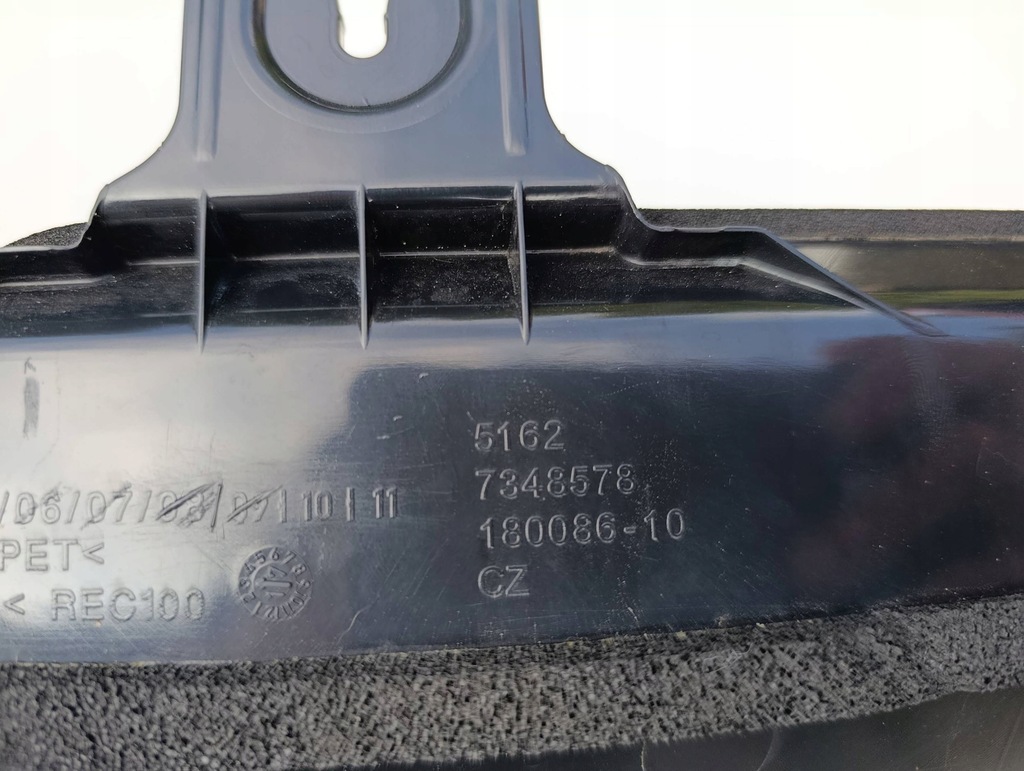 5162
7348578
/06/07/08/09/10/11
180086-10
PET<
CZ
< REC100